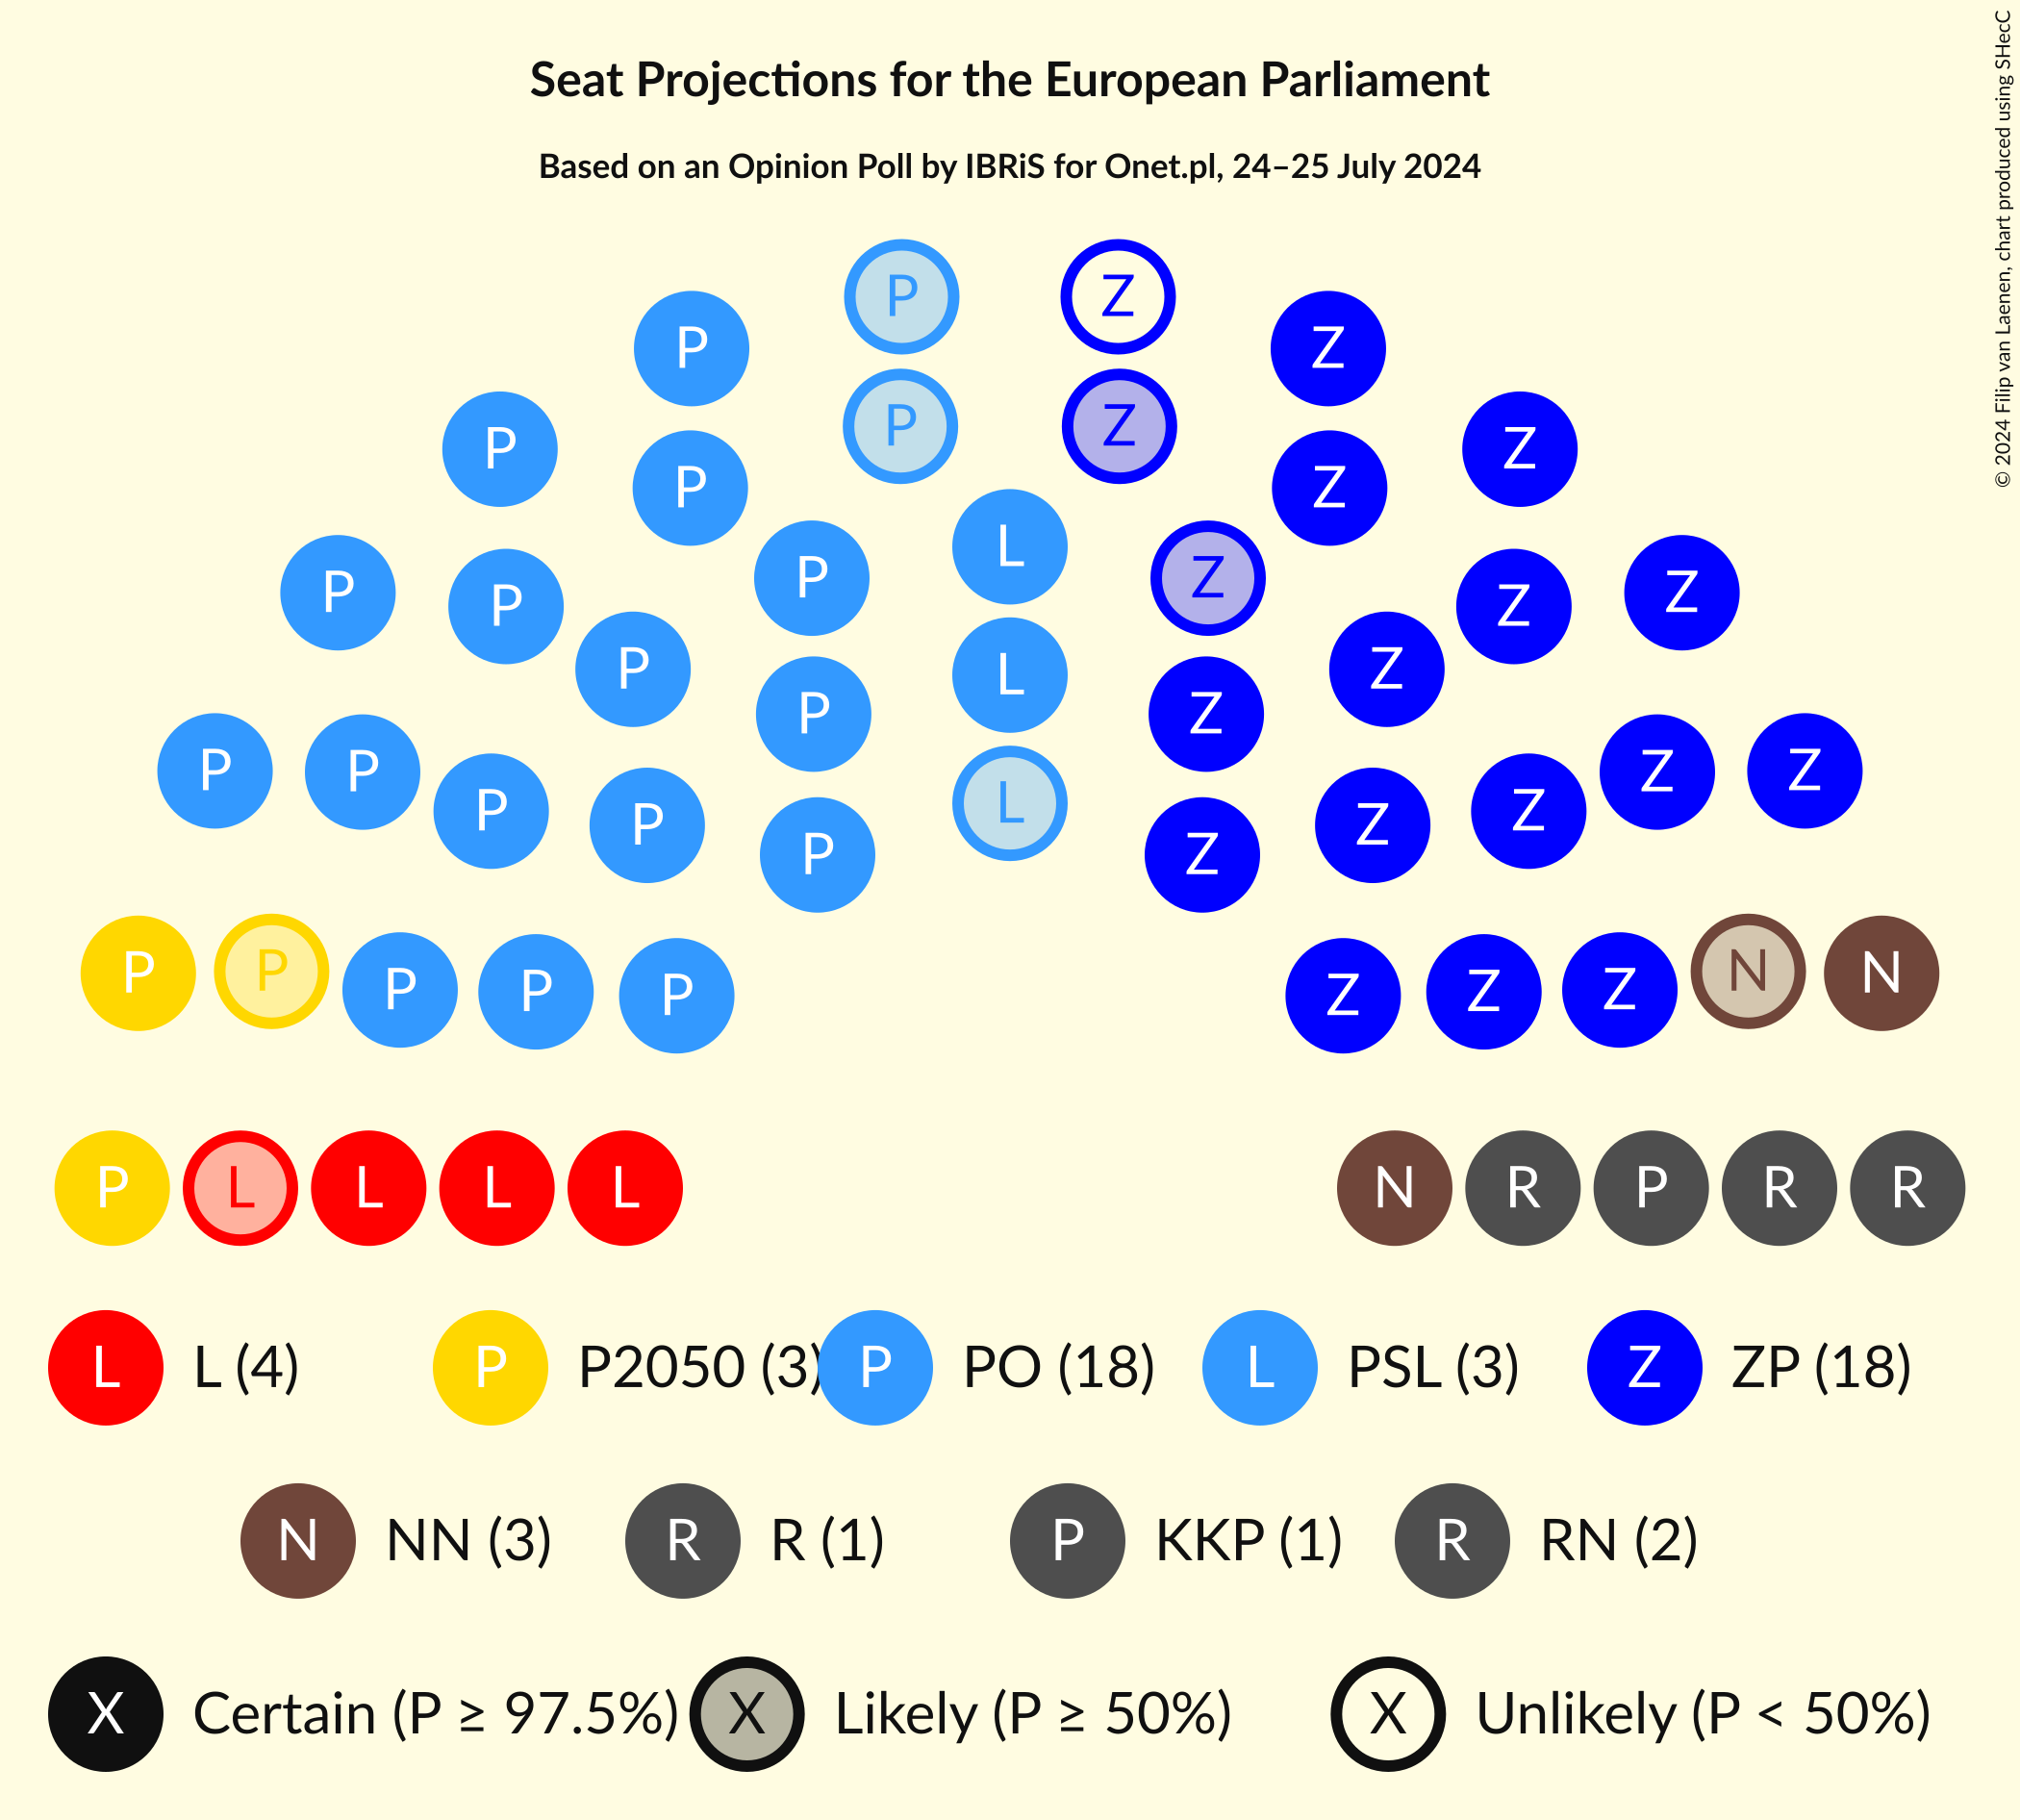 Seat Projections for the European Parliament
Based on an Opinion Poll by IBRiS for Onet.pl, 24–25 July 2024
© 2024 Filip van Laenen, chart produced using SHecC
P Z
P Z
P P Z Z
P Z
P Z
L
P Z
P Z
P Z
P Z
L
P Z
P P Z Z
L
P Z
P Z
P Z
P P N N
P P P Z Z Z
P L L L L N R P R R
L L (4) P P2050 (3) P PO (18) L PSL (3) Z ZP (18)
N NN (3) R R (1) P KKP (1) R RN (2)
X Certain (P ≥ 97.5%) X Likely (P ≥ 50%) X Unlikely (P < 50%)